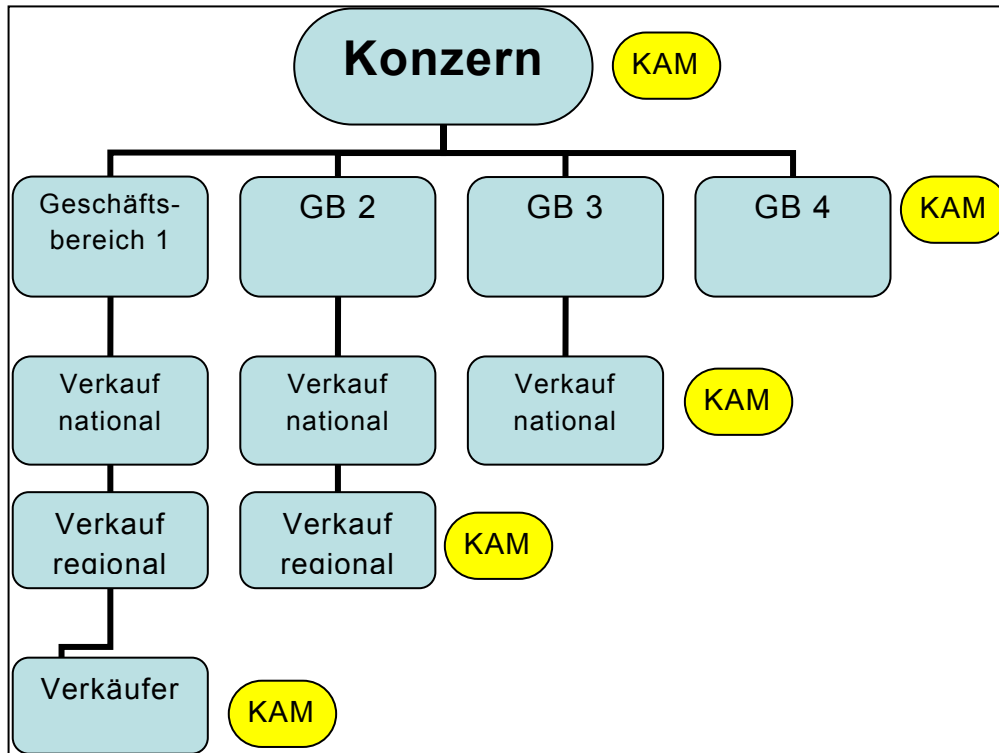 Konzern
KAM
Geschäfts-
bereich 1
GB 2
GB 3
GB 4
KAM
Verkauf
national
Verkauf
national
Verkauf
national
KAM
Verkauf
regional
Verkauf
regional
KAM
Verkäufer
KAM